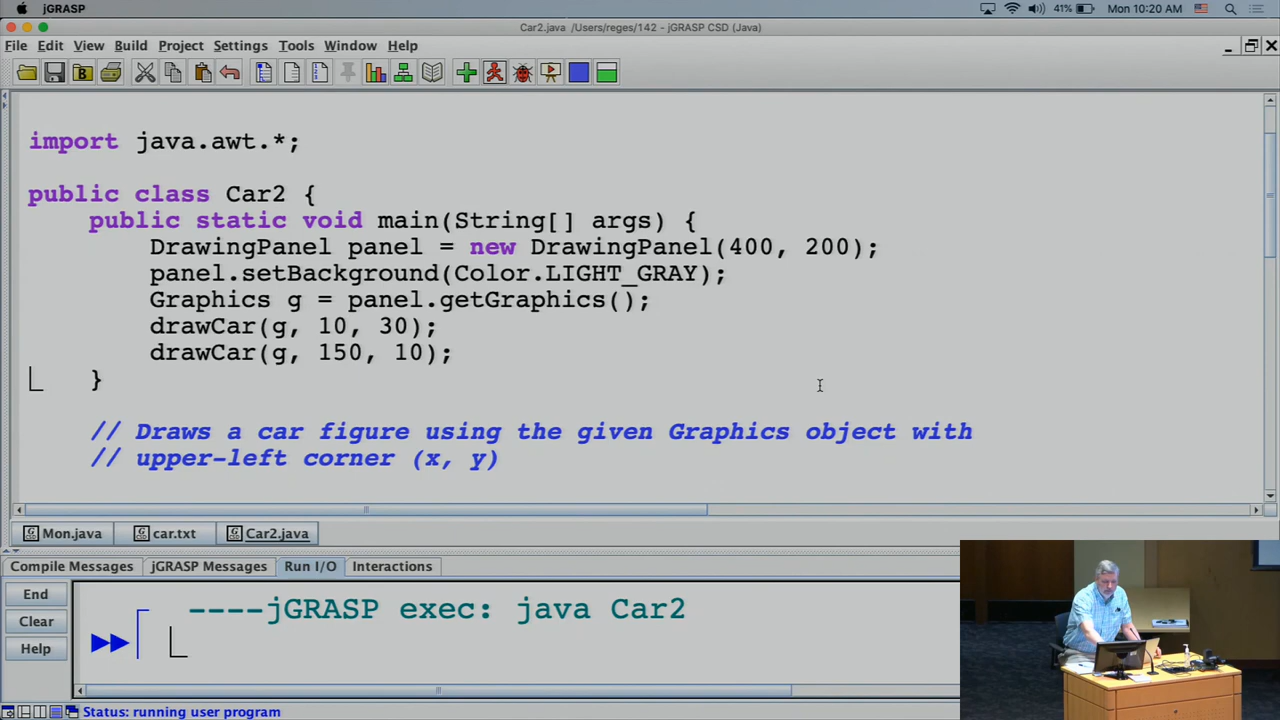 jGRASP
41%
Mon 10:20 AM
Car2.java /Users/reges/142 - jGRASP CSD (Java)
File Edit View Build Project Settings Tools Window Help
B
import java.awt.*;
public class Car2 {
public static void main(String[] args) {
DrawingPanel panel = new DrawingPanel(400, 200);
panel.setBackground(Color.LIGHT_GRAY);
Graphics g = panel.getGraphics();
drawCar(g, 10, 30);
drawCar(g, 150, 10);
}
// Draws a car figure using the given Graphics object with
// upper-left corner (x, y)
Mon.java car.txt Car2.java
Compile Messages jGRASP Messages Run I/O Interactions
End
Clear
Help
----jGRASP exec: java Car2
Status: running user program